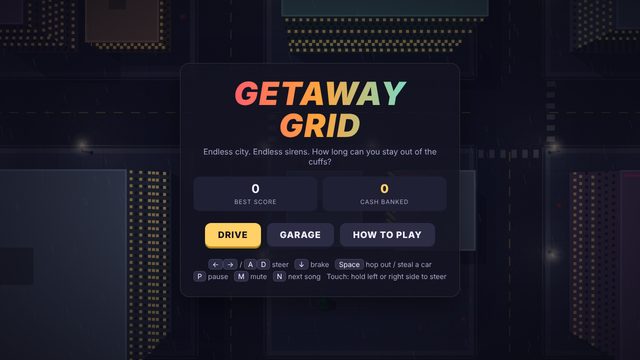 GETAWAY
GRID
Endless city. Endless sirens. How long can you stay out of the
cuffs?
0 0
BEST SCORE CASH BANKED
DRIVE GARAGE HOW TO PLAY
← → / A D steer ↓ brake Space hop out / steal a car
P pause M mute N next song Touch: hold left or right side to steer